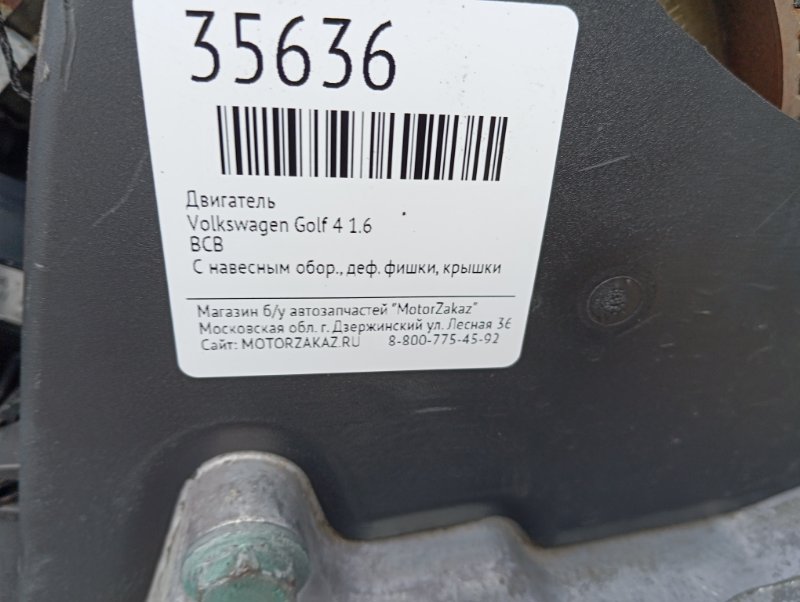 35636
Двигатель
Volkswagen Golf 4 1.6
BCB
С навесным обор., деф. фишки, крышки
Магазин б/у автозапчастей "MotorZakaz"
Московская обл. г. Дзержинский ул. Лесная 3Б
Сайт: MOTORZAKAZ.RU 8-800-775-45-92